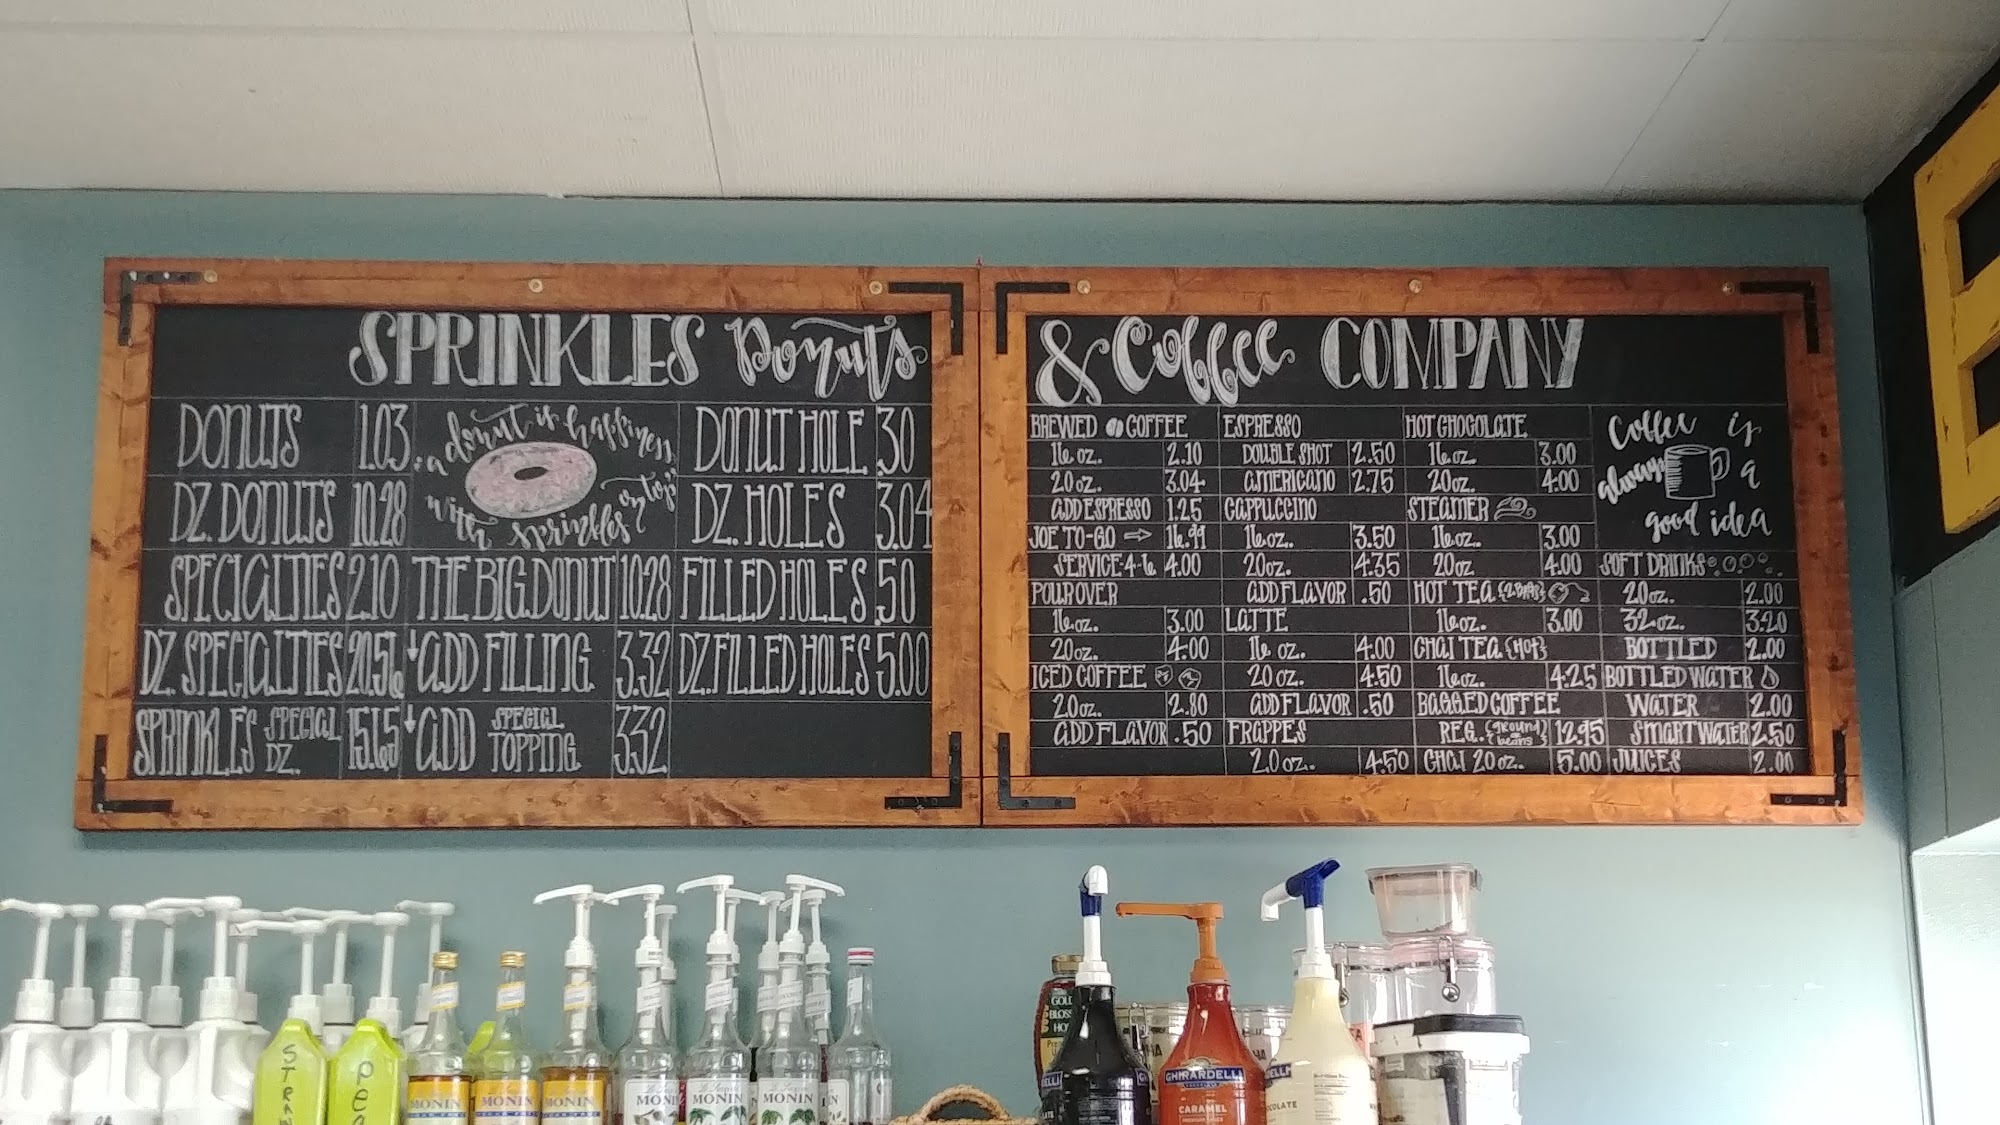 SPRINKLES Donuts
DONUTS 1.03
DZ. DONUTS 10.28
SPECIALTIES 2.10
DZ. SPECIALTIES 20.56
SPRINKLES SPECIAL DZ. 15.65
"a donut is happiness
with sprinkles on top"
THE BIG DONUT 10.28
↓ ADD FILLING 3.32
↓ ADD SPECIAL TOPPING 3.32
DONUT HOLE .30
DZ. HOLES 3.04
FILLED HOLES .50
DZ. FILLED HOLES 5.00
& Coffee COMPANY
BREWED COFFEE
16 oz. 2.10
20 oz. 3.04
ADD ESPRESSO 1.25
JOE TO-GO ⇨ 16.99
SERVICE 4-6 4.00
POUROVER
16 oz. 3.00
20 oz. 4.00
ICED COFFEE
20 oz. 2.80
ADD FLAVOR .50
ESPRESSO
DOUBLE SHOT 2.50
AMERICANO 2.75
CAPPUCCINO
16 oz. 3.50
20 oz. 4.35
ADD FLAVOR .50
LATTE
16 oz. 4.00
20 oz. 4.50
ADD FLAVOR .50
FRAPPES
20 oz. 4.50
HOT CHOCOLATE
16 oz. 3.00
20 oz. 4.00
STEAMER
16 oz. 3.00
20 oz. 4.00
HOT TEA {2 BAGS}
16 oz. 3.00
CHAI TEA {HOT}
16 oz. 4.25
BAGGED COFFEE
REG. {ground beans} 12.95
CHAI 20 oz. 5.00
Coffee is
always a
good idea
SOFT DRINKS
20 oz. 2.00
32 oz. 3.20
BOTTLED 2.00
BOTTLED WATER
WATER 2.00
SMART WATER 2.50
JUICES 2.00
MONIN
MONIN
MONIN
MONIN
MONIN
GHIRARDELLI
CARAMEL